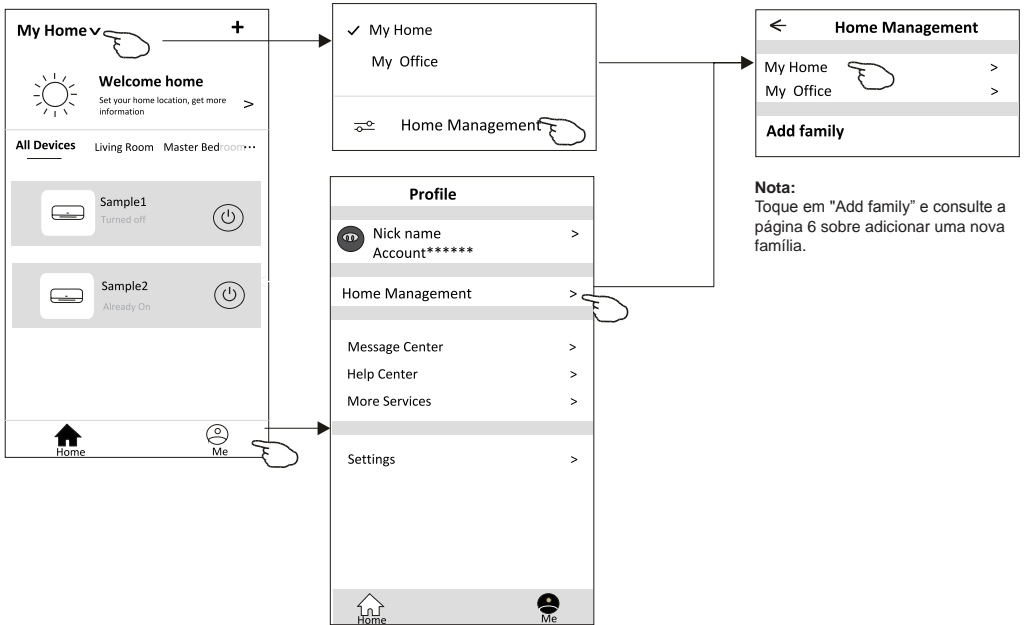 My Home
+
Welcome home
Set your home location, get more
information
>
All Devices Living Room Master Bedroom···
Sample1
Turned off
Sample2
Already On
Home Me
✓ My Home
My Office
Home Management
Profile
Nick name >
Account******
Home Management >
Message Center >
Help Center >
More Services >
Settings >
Home Me
Home Management
My Home >
My Office >
Add family
Nota:
Toque em "Add family” e consulte a
página 6 sobre adicionar uma nova
família.